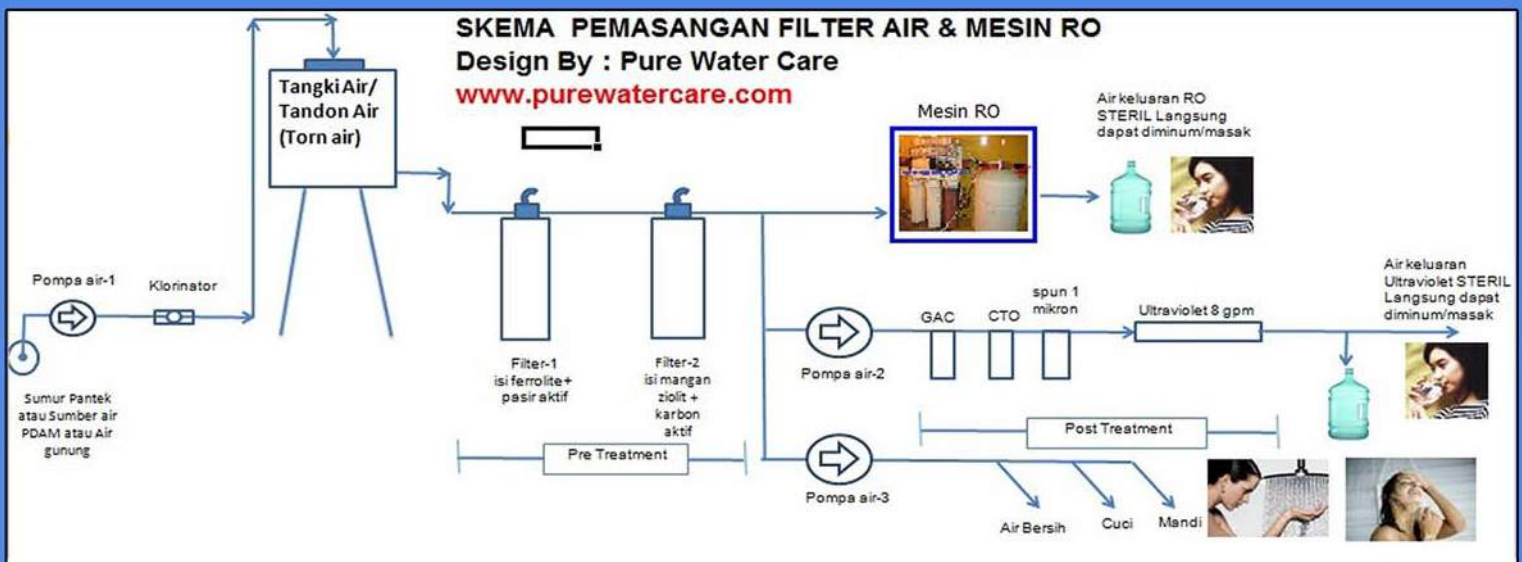 SKEMA PEMASANGAN FILTER AIR & MESIN RO
Design By : Pure Water Care
www.purewatercare.com
Tangki Air/
Tandon Air
(Torn air)
Mesin RO
Air keluaran RO
STERIL Langsung
dapat diminum/masak
Pompa air-1
Klorinator
Sumur Pantek
atau Sumber air
PDAM atau Air
gunung
Filter-1
isi ferrolite+
pasir aktif
Filter-2
isi mangan
ziolit +
karbon
aktif
Pre Treatment
Pompa air-2
GAC
CTO
spun 1
mikron
Ultraviolet 8 gpm
Air keluaran
Ultraviolet STERIL
Langsung dapat
diminum/masak
Post Treatment
Pompa air-3
Air Bersih
Cuci
Mandi